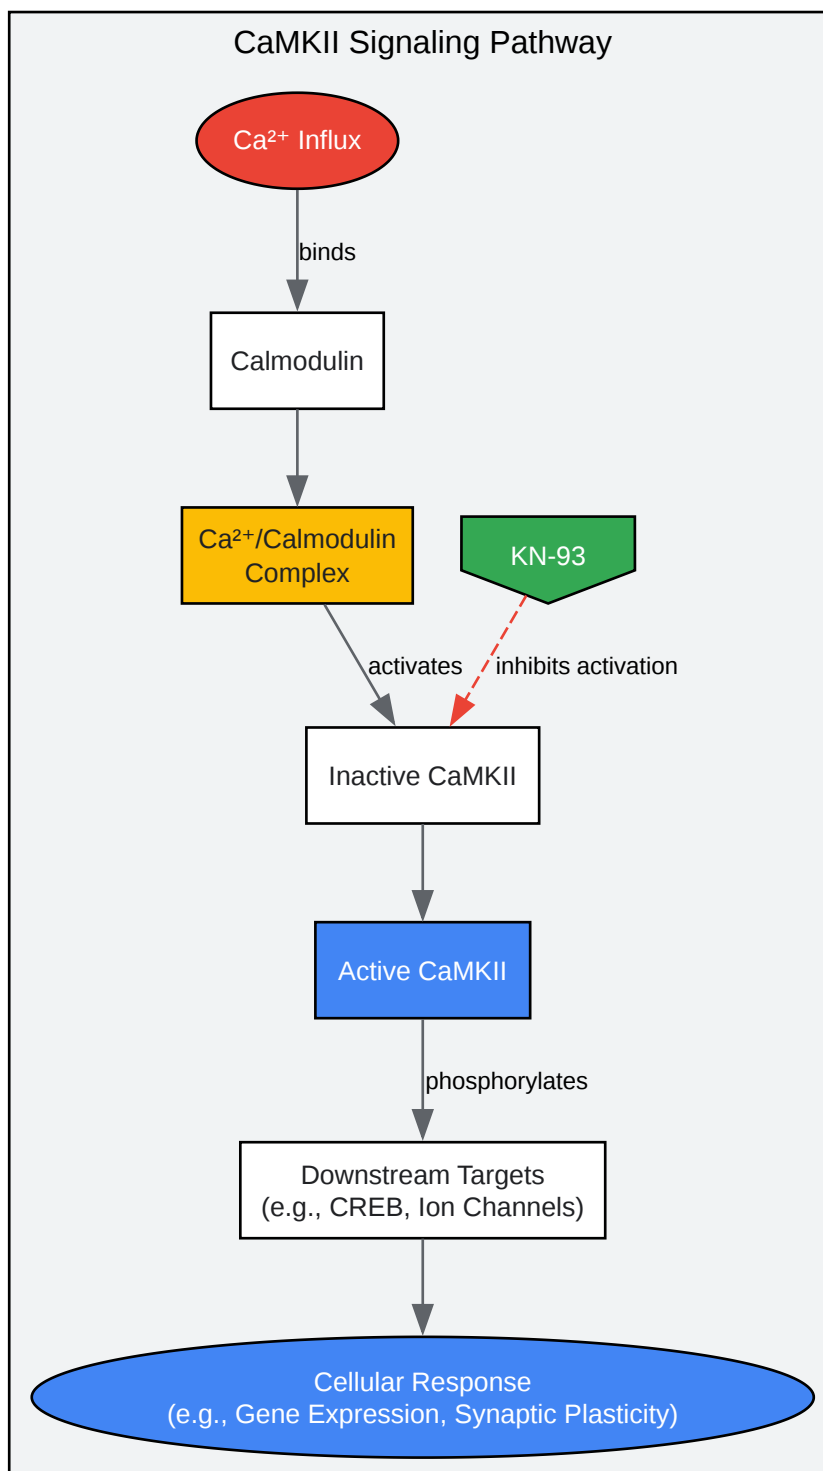 CaMKII Signaling Pathway
Ca²⁺ Influx
binds
Calmodulin
Ca²⁺/Calmodulin
Complex
KN-93
activates
inhibits activation
Inactive CaMKII
Active CaMKII
phosphorylates
Downstream Targets
(e.g., CREB, Ion Channels)
Cellular Response
(e.g., Gene Expression, Synaptic Plasticity)